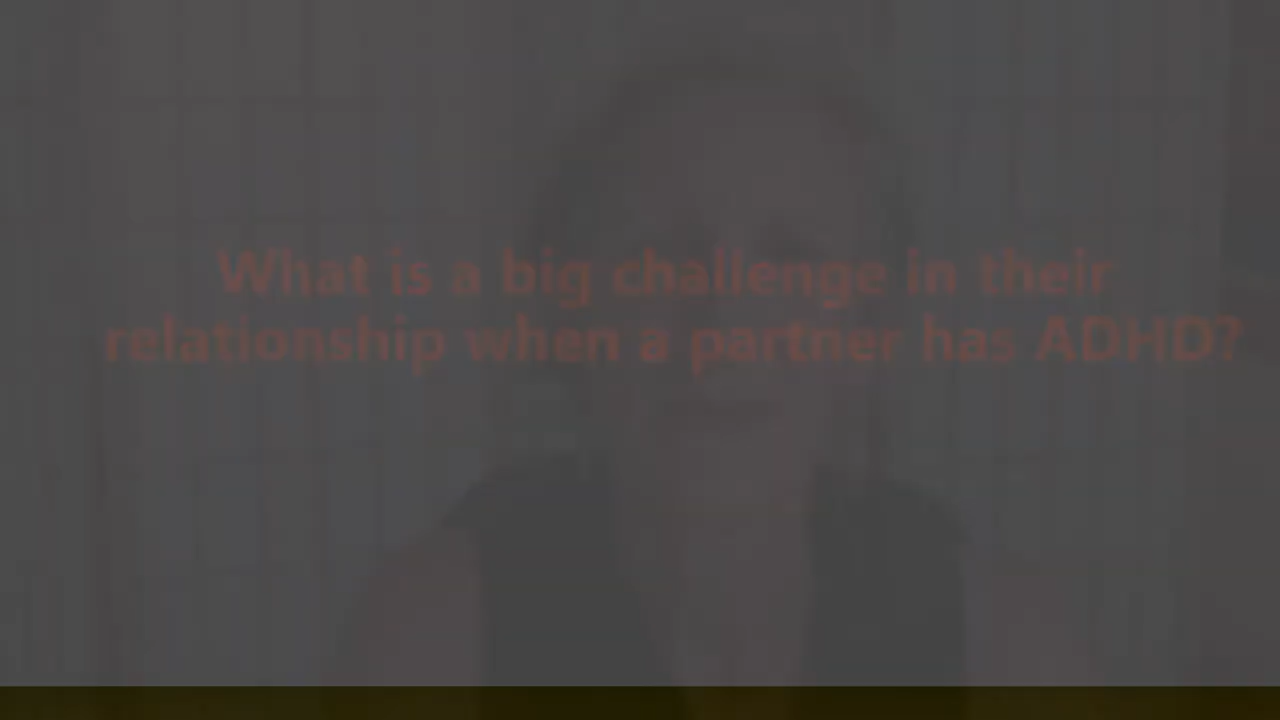 What is a big challenge in their
relationship when a partner has ADHD?